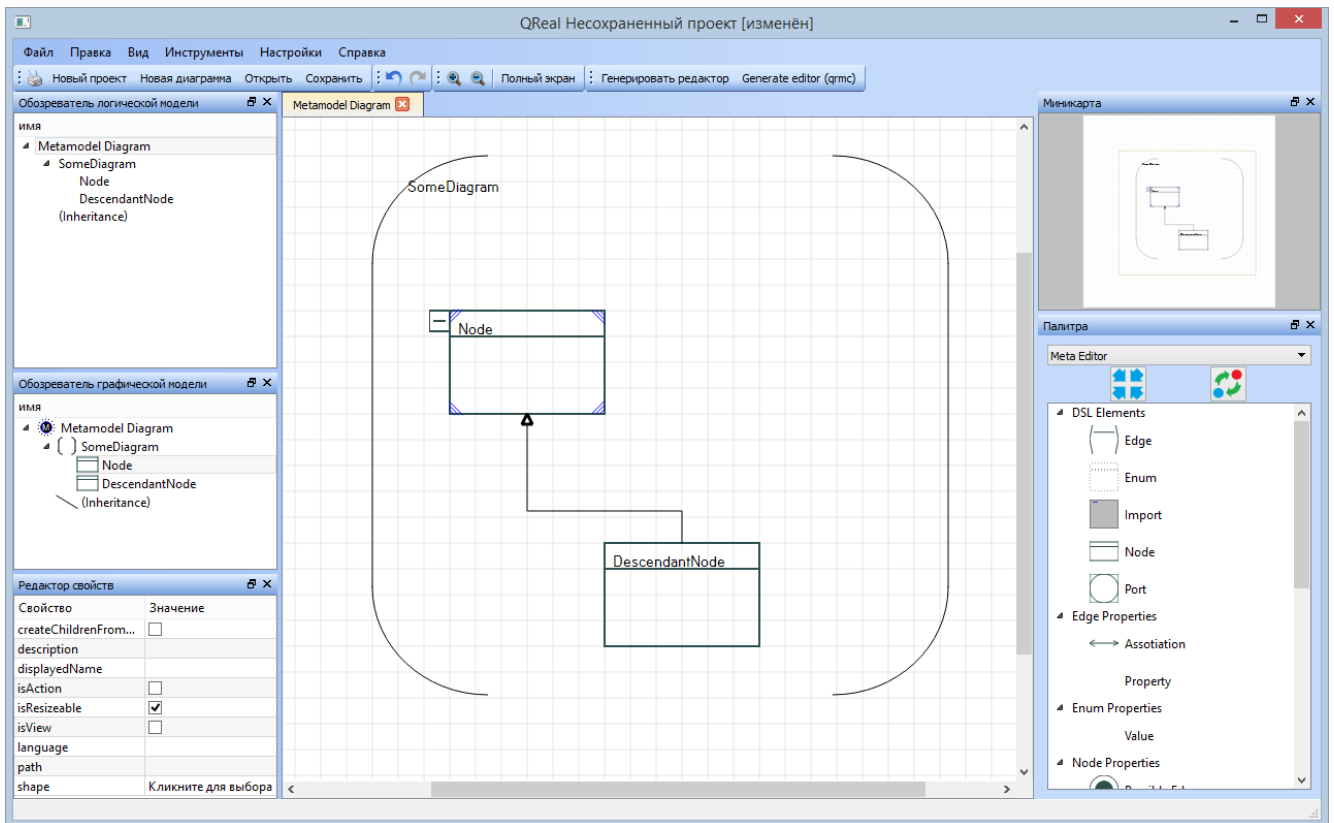 QReal Несохраненный проект [изменён]
Файл Правка Вид Инструменты Настройки Справка
Новый проект Новая диаграмма Открыть Сохранить Полный экран Генерировать редактор Generate editor (qrmc)
Обозреватель логической модели
имя
Metamodel Diagram
SomeDiagram
Node
DescendantNode
(Inheritance)
Обозреватель графической модели
имя
M Metamodel Diagram
SomeDiagram
Node
DescendantNode
(Inheritance)
Редактор свойств
Свойство Значение
createChildrenFrom...
description
displayedName
isAction
isResizeable
isView
language
path
shape Кликните для выбора
Metamodel Diagram
SomeDiagram
Node
DescendantNode
Миникарта
Палитра
Meta Editor
DSL Elements
Edge
Enum
Import
Node
Port
Edge Properties
Assotiation
Property
Enum Properties
Value
Node Properties